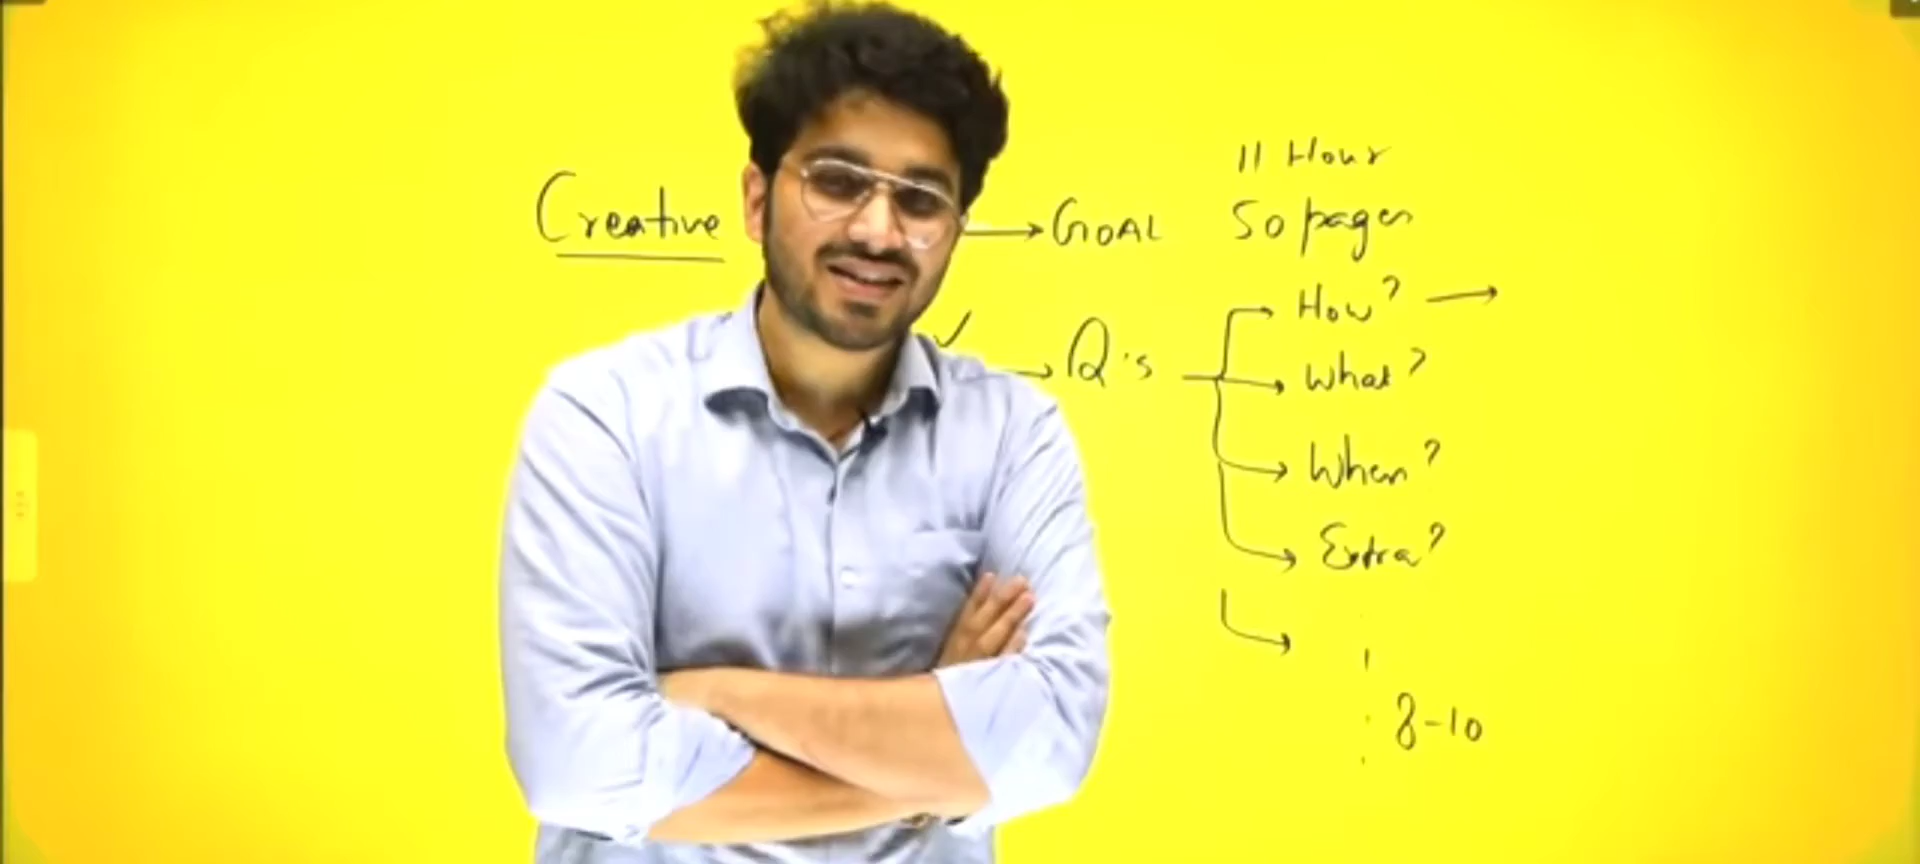 11 Hour
Creative → GOAL 50 pages
How? →
✓ → Q's → What?
→ When?
→ Extra?
8-10